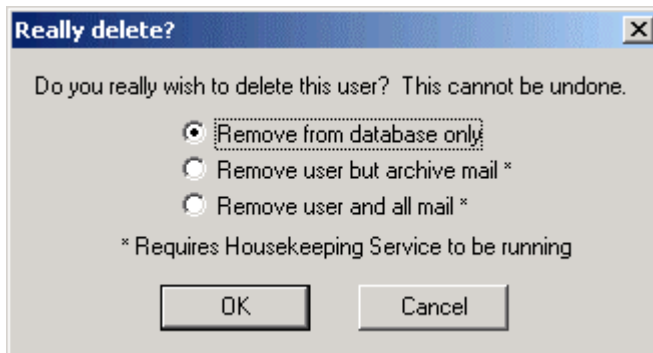 Really delete?
Do you really wish to delete this user?  This cannot be undone.
Remove from database only
Remove user but archive mail *
Remove user and all mail *
* Requires Housekeeping Service to be running
OK Cancel